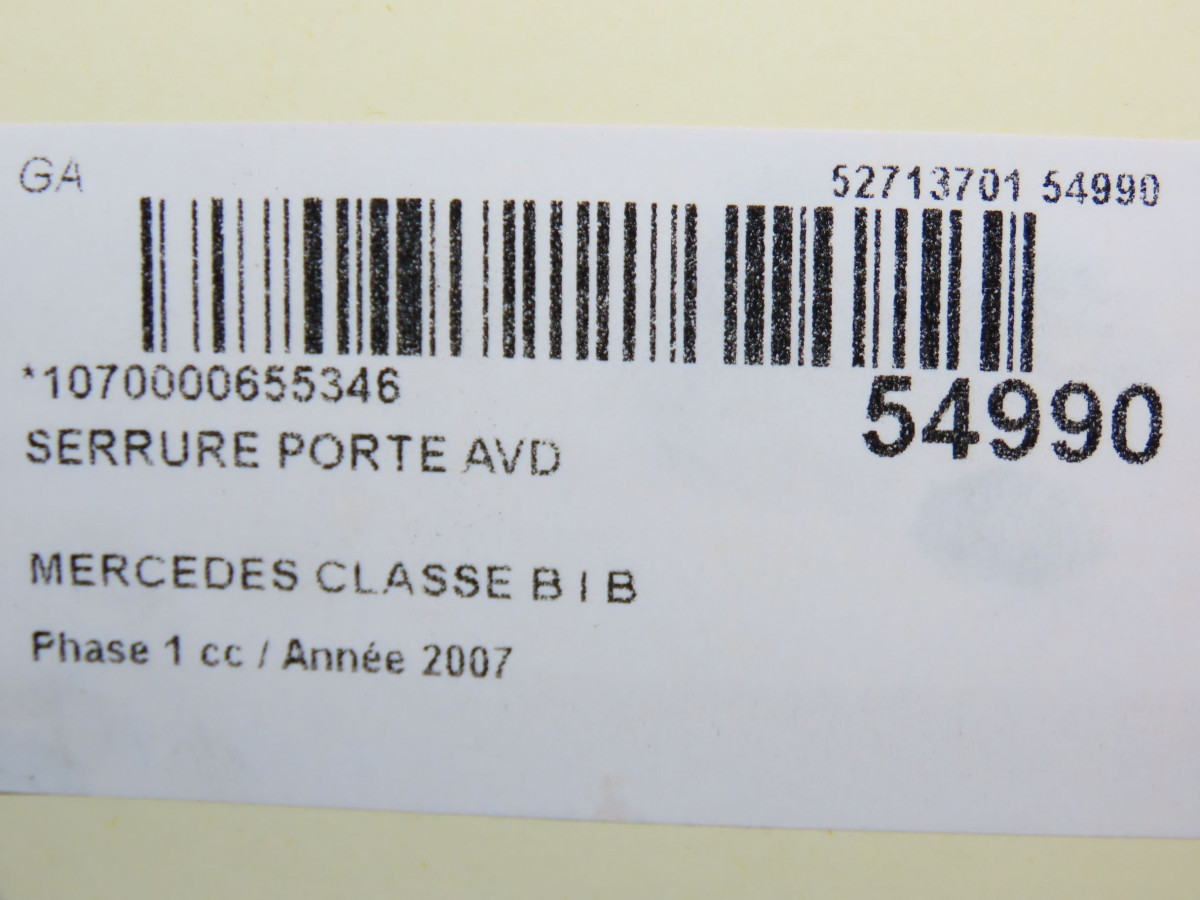 GA
52713701 54990
*1070000655346
54990
SERRURE PORTE AVD
MERCEDES CLASSE B I B
Phase 1 cc / Année 2007